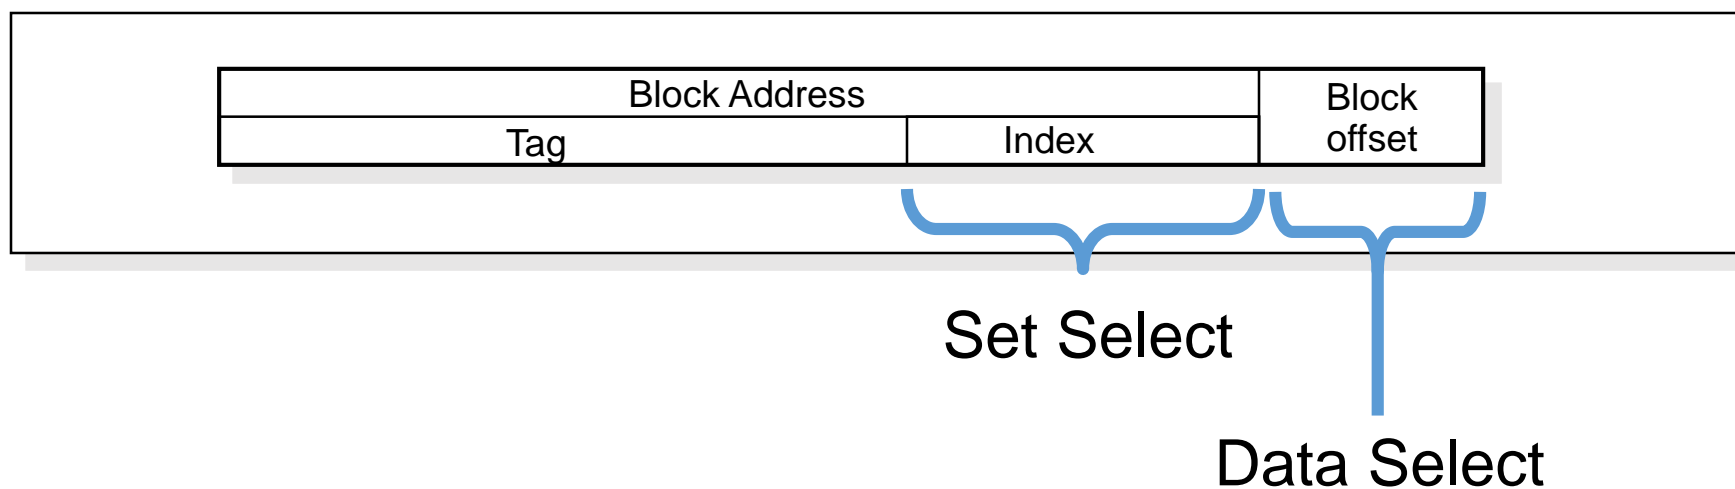 Block Address
Block
offset
Tag
Index
Set Select
Data Select